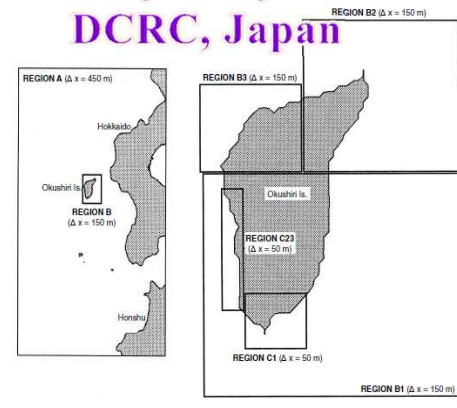 DCRC, Japan
REGION B2 (Δ x = 150 m)
REGION A (Δ x = 450 m)
REGION B3 (Δ x = 150 m)
Hokkaido
Okushiri Is.
REGION B
(Δ x = 150 m)
Okushiri Is.
REGION C23
(Δ x = 50 m)
Honshu
REGION C1 (Δ x = 50 m)
REGION B1 (Δ x = 150 m)